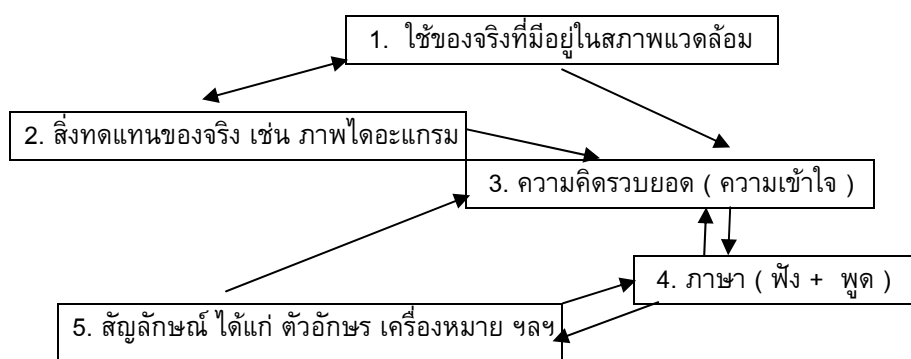 1. ใช้ของจริงที่มีอยู่ในสภาพแวดล้อม
2. สิ่งทดแทนของจริง เช่น ภาพไดอะแกรม
3. ความคิดรวบยอด ( ความเข้าใจ )
4. ภาษา ( ฟัง + พูด )
5. สัญลักษณ์ ได้แก่ ตัวอักษร เครื่องหมาย ฯลฯ